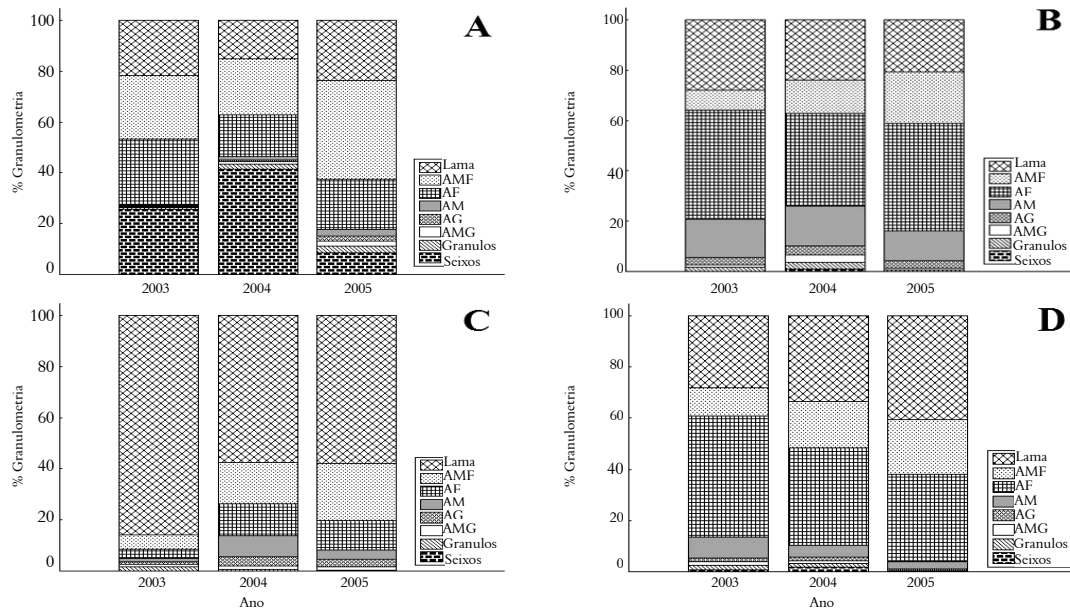 A
% Granulometria
100
80
60
40
20
0
2003
2004
2005
Lama
AMF
AF
AM
AG
AMG
Granulos
Seixos
B
% Granulometria
100
80
60
40
20
0
2003
2004
2005
Lama
AMF
AF
AM
AG
AMG
Granulos
Seixos
C
% Granulometria
100
80
60
40
20
0
2003
2004
2005
Ano
Lama
AMF
AF
AM
AG
AMG
Granulos
Seixos
D
% Granulometria
100
80
60
40
20
0
2003
2004
2005
Ano
Lama
AMF
AF
AM
AG
AMG
Granulos
Seixos